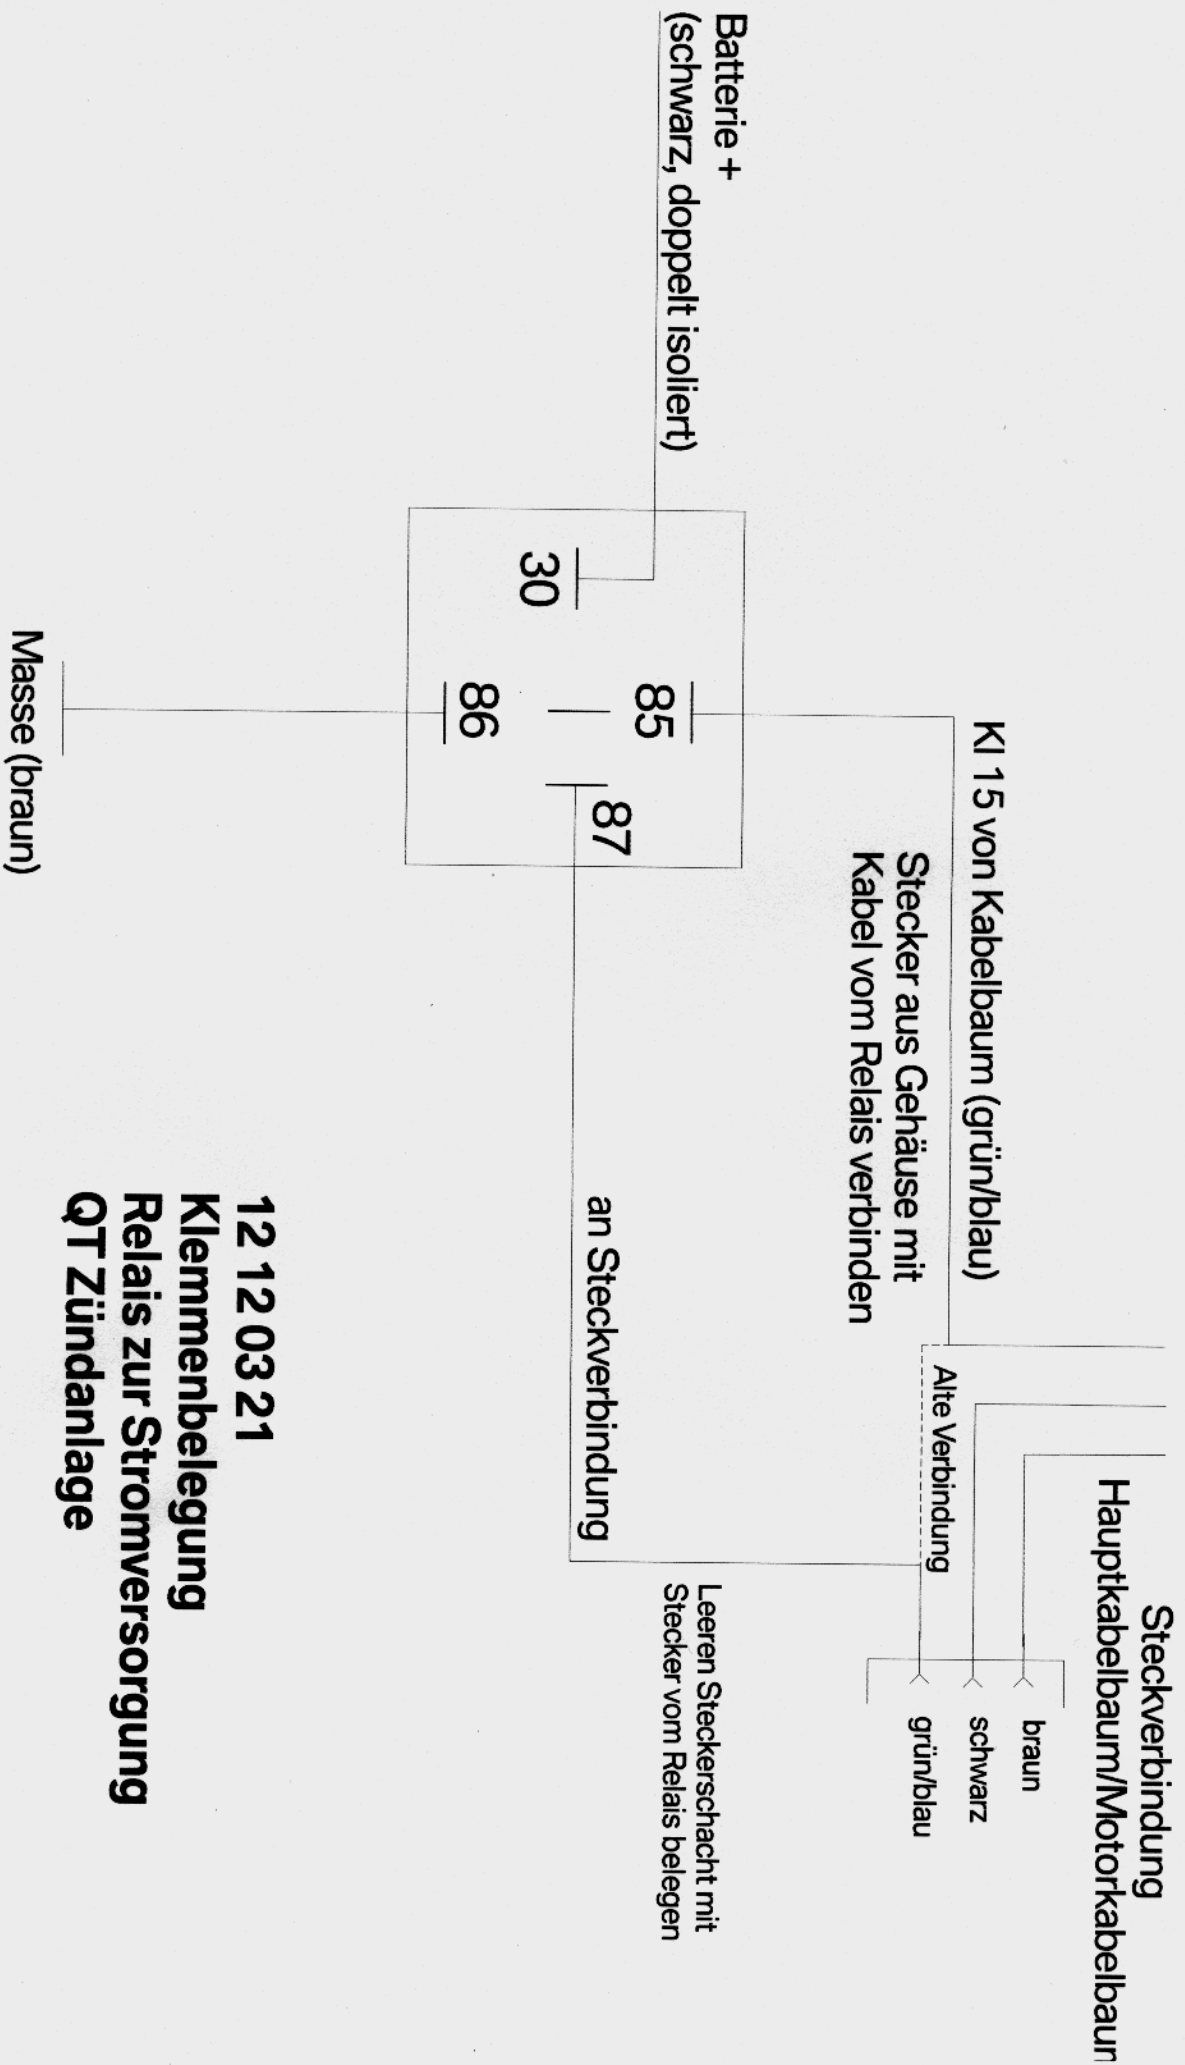 Steckverbindung
Hauptkabelbaum/Motorkabelbaum
Kl 15 von Kabelbaum (grün/blau)
Stecker aus Gehäuse mit
Kabel vom Relais verbinden
Alte Verbindung
braun
schwarz
grün/blau
Batterie +
(schwarz, doppelt isoliert)
30
85
86
87
an Steckverbindung
Leeren Steckerschacht mit
Stecker vom Relais belegen
Masse (braun)
12 12 03 21
Klemmenbelegung
Relais zur Stromversorgung
QT Zündanlage